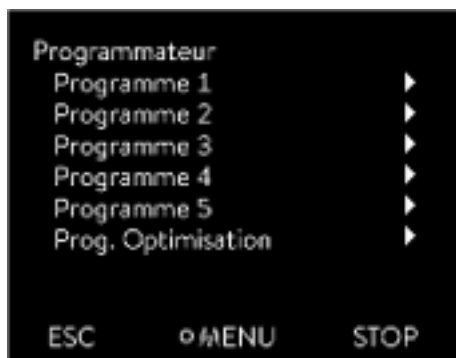 Programmateur
Programme 1
Programme 2
Programme 3
Programme 4
Programme 5
Prog. Optimisation
ESC MENU STOP